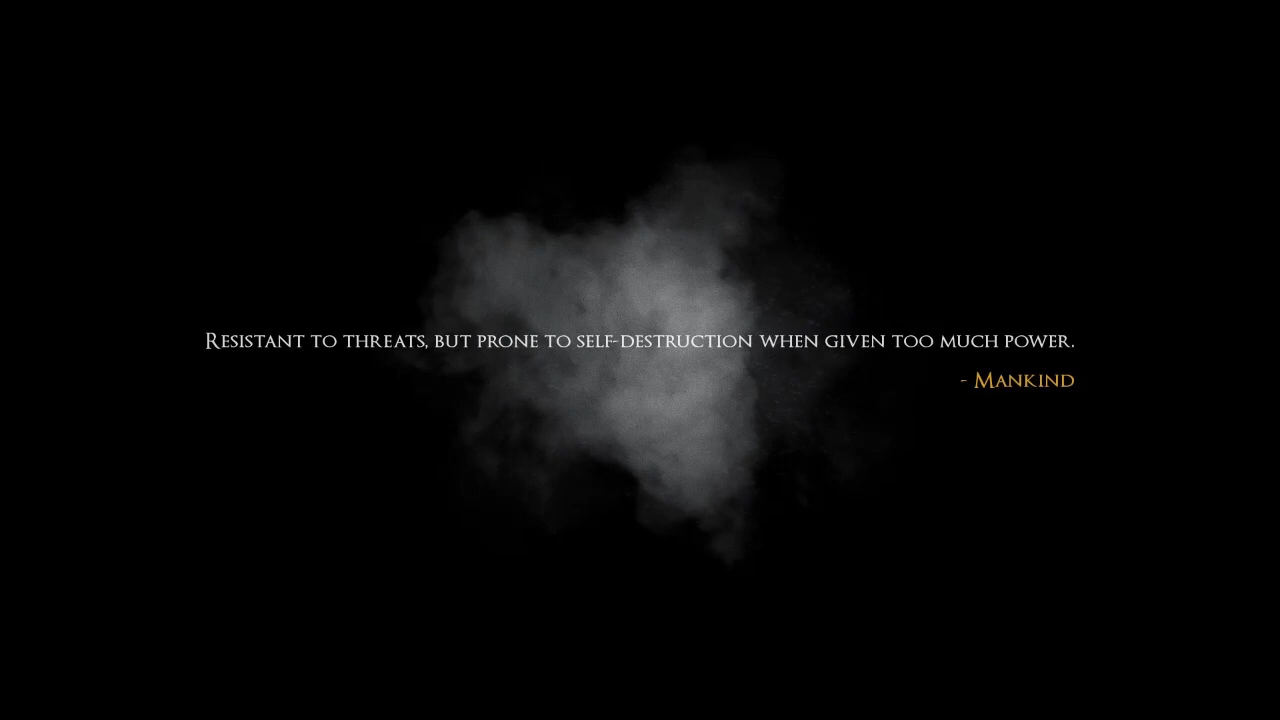 Resistant to threats, but prone to self-destruction when given too much power.
- Mankind